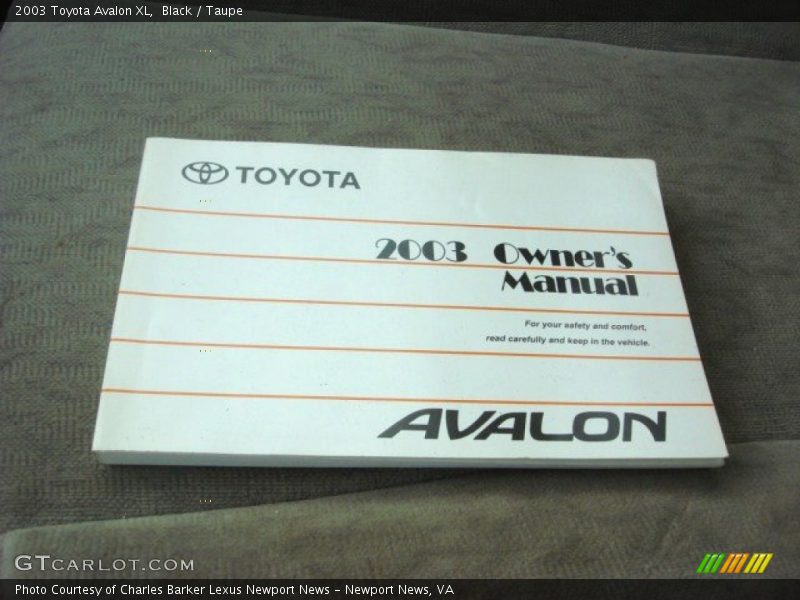 2003 Toyota Avalon XL, Black / Taupe
TOYOTA
2003 Owner's
Manual
For your safety and comfort,
read carefully and keep in the vehicle.
AVALON
GTCARLOT.COM
Photo Courtesy of Charles Barker Lexus Newport News – Newport News, VA